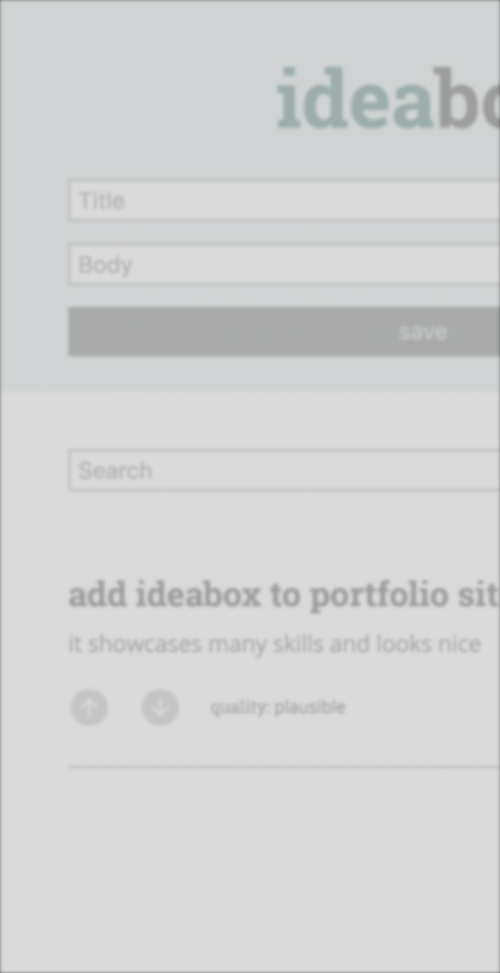 ideabo
Title
Body
save
Search
add ideabox to portfolio sit
it showcases many skills and looks nice
quality: plausible